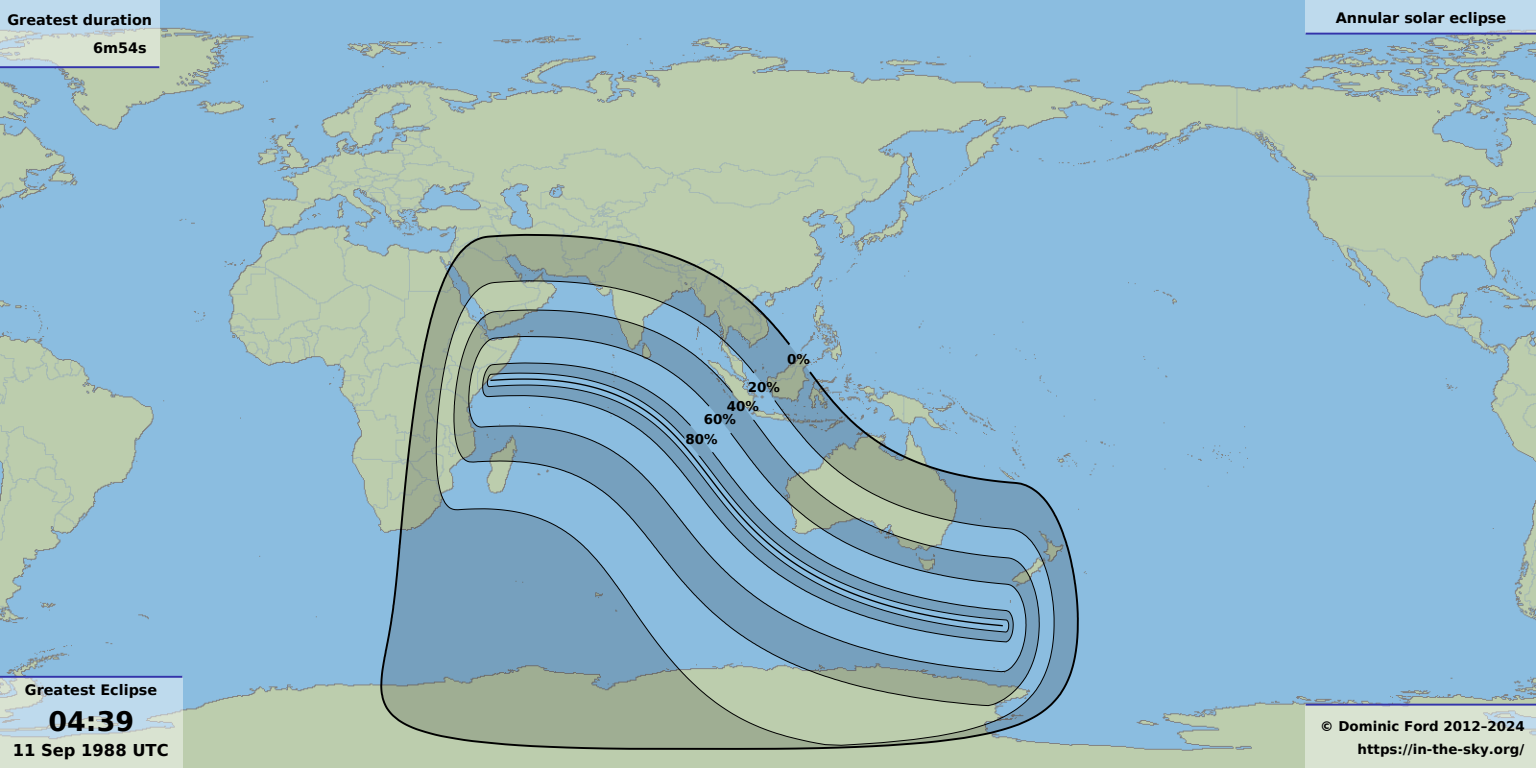 Greatest duration
6m54s
Annular solar eclipse
0%
20%
40%
60%
80%
Greatest Eclipse
04:39
11 Sep 1988 UTC
© Dominic Ford 2012–2024
https://in-the-sky.org/